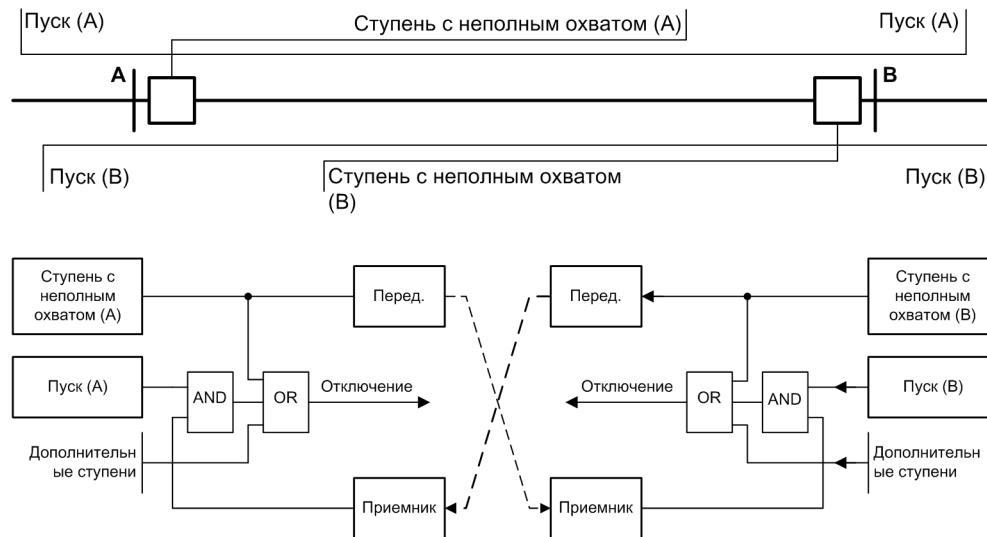 Пуск (А)
Ступень с неполным охватом (А)
Пуск (А)
А
В
Пуск (В)
Ступень с неполным охватом
(В)
Пуск (В)
Ступень с
неполным
охватом (А)
Перед.
Перед.
Ступень с
неполным
охватом (В)
Пуск (А)
AND
OR
Отключение
Отключение
OR
AND
Пуск (В)
Дополнительн
ые ступени
Дополнительн
ые ступени
Приемник
Приемник